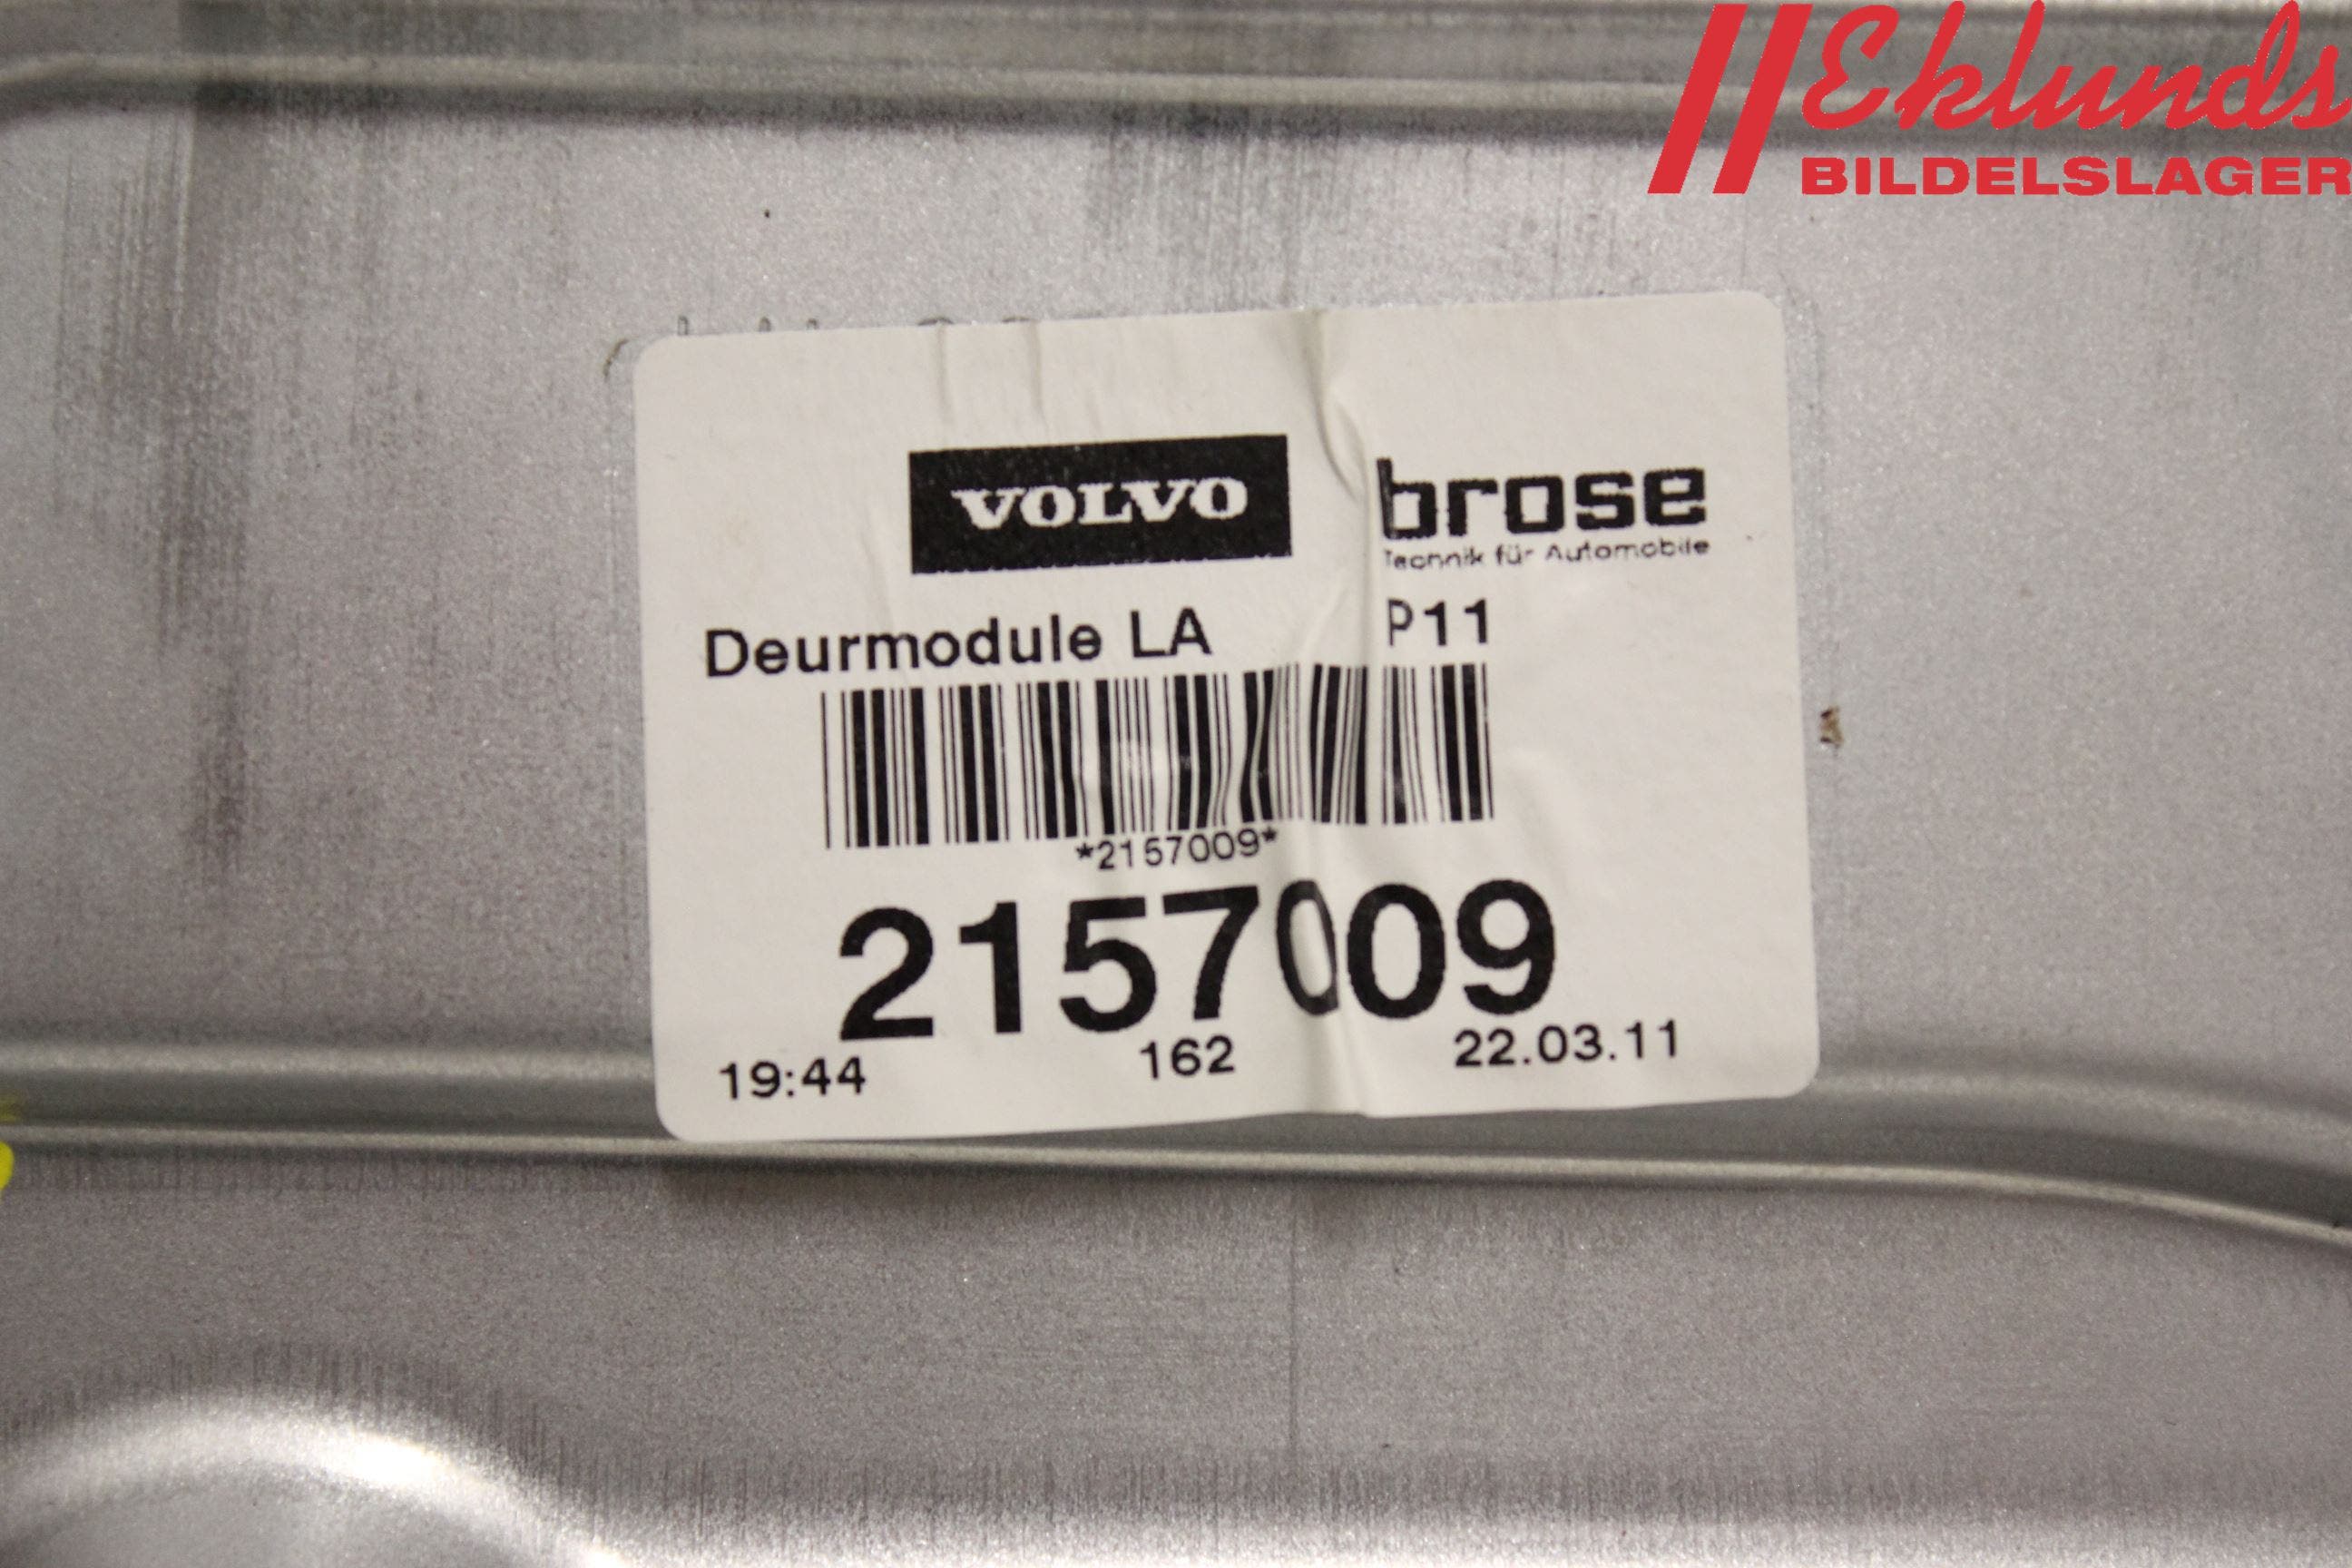 Eklunds
BILDELSLAGER
VOLVO
brose
Technik für Automobile
Deurmodule LA P11
*2157009*
2157009
19:44 162 22.03.11